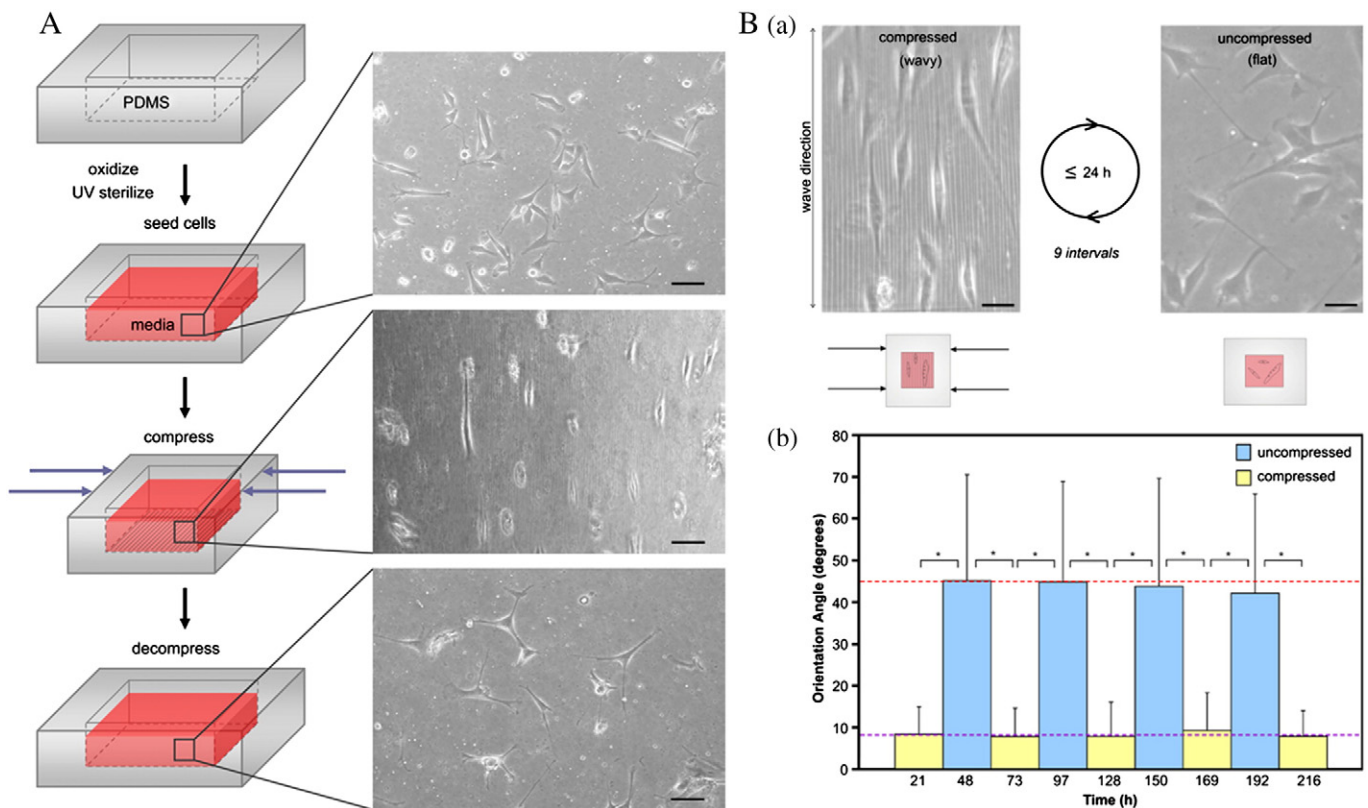 A
PDMS
oxidize
UV sterilize
seed cells
media
compress
decompress
B (a)
compressed
(wavy)
uncompressed
(flat)
wave direction
≤ 24 h
9 intervals
(b)
80
70
60
50
40
30
20
10
0
Orientation Angle (degrees)
uncompressed
compressed
* * * * * * * *
21 48 73 97 128 150 169 192 216
Time (h)